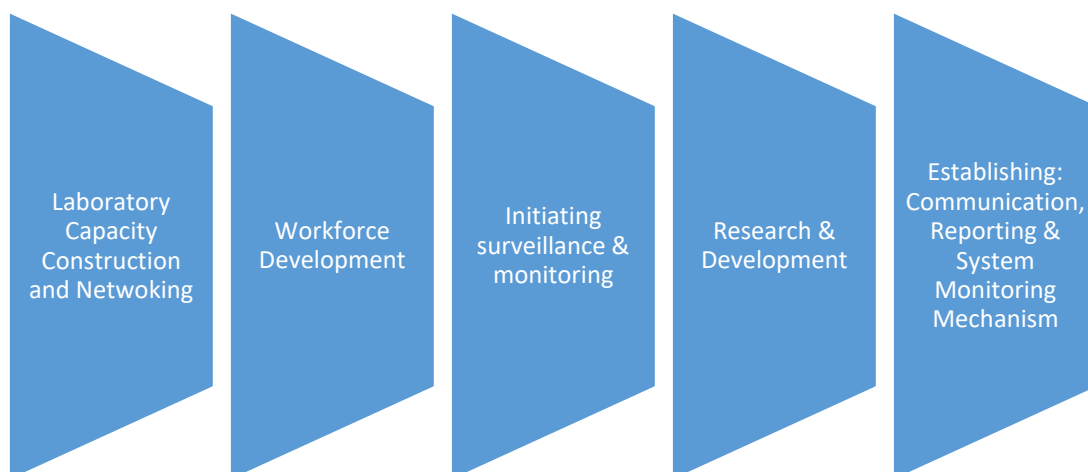 Laboratory
Capacity
Construction
and Netwoking
Workforce
Development
Initiating
surveillance &
monitoring
Research &
Development
Establishing:
Communication,
Reporting &
System
Monitoring
Mechanism